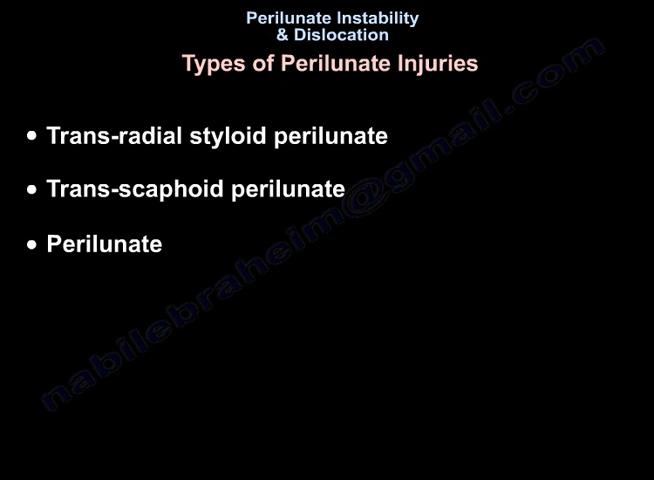 Perilunate Instability
& Dislocation
Types of Perilunate Injuries
• Trans-radial styloid perilunate
• Trans-scaphoid perilunate
• Perilunate
nabilebraheim@gmail.com